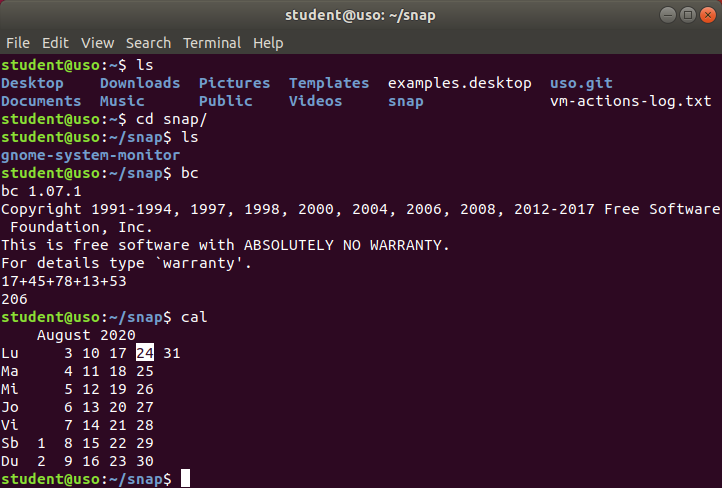 student@uso: ~/snap
File Edit View Search Terminal Help
student@uso:~$ ls
Desktop    Downloads  Pictures  Templates  examples.desktop  uso.git
Documents  Music      Public    Videos     snap              vm-actions-log.txt
student@uso:~$ cd snap/
student@uso:~/snap$ ls
gnome-system-monitor
student@uso:~/snap$ bc
bc 1.07.1
Copyright 1991-1994, 1997, 1998, 2000, 2004, 2006, 2008, 2012-2017 Free Software
 Foundation, Inc.
This is free software with ABSOLUTELY NO WARRANTY.
For details type `warranty'.
17+45+78+13+53
206
student@uso:~/snap$ cal
    August 2020
Lu     3 10 17 24 31
Ma     4 11 18 25
Mi     5 12 19 26
Jo     6 13 20 27
Vi     7 14 21 28
Sb  1  8 15 22 29
Du  2  9 16 23 30
student@uso:~/snap$